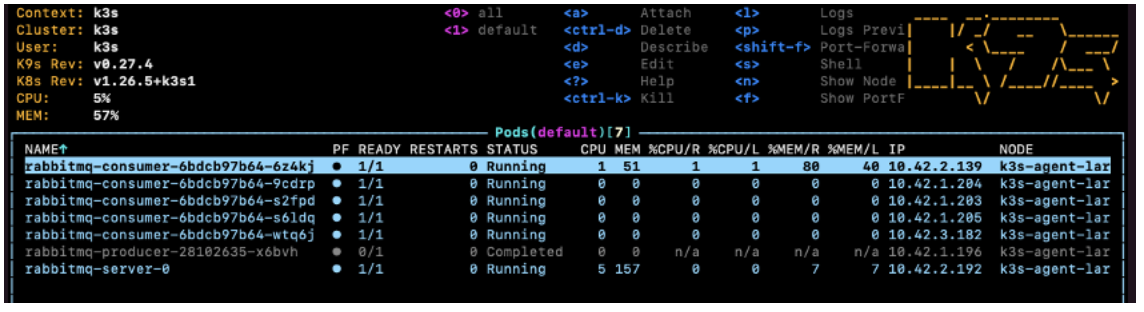 Context: k3s <0> all <a> Attach <l> Logs
Cluster: k3s <1> default <ctrl-d> Delete <p> Logs Previ
User: k3s <d> Describe <shift-f> Port-Forwa
K9s Rev: v0.27.4 <e> Edit <s> Shell
K8s Rev: v1.26.5+k3s1 <?> Help <n> Show Node
CPU: 5% <ctrl-k> Kill <f> Show PortF
MEM: 57%
Pods(default)[7]
NAME↑ PF READY RESTARTS STATUS CPU MEM %CPU/R %CPU/L %MEM/R %MEM/L IP NODE
rabbitmq-consumer-6bdcb97b64-6z4kj ● 1/1 0 Running 1 51 1 1 80 40 10.42.2.139 k3s-agent-lar
rabbitmq-consumer-6bdcb97b64-9cdrp ● 1/1 0 Running 0 0 0 0 0 0 10.42.1.204 k3s-agent-lar
rabbitmq-consumer-6bdcb97b64-s2fpd ● 1/1 0 Running 0 0 0 0 0 0 10.42.1.203 k3s-agent-lar
rabbitmq-consumer-6bdcb97b64-s6ldq ● 1/1 0 Running 0 0 0 0 0 0 10.42.1.205 k3s-agent-lar
rabbitmq-consumer-6bdcb97b64-wtq6j ● 1/1 0 Running 0 0 0 0 0 0 10.42.3.182 k3s-agent-lar
rabbitmq-producer-28102635-x6bvh ● 0/1 0 Completed 0 0 n/a n/a n/a n/a 10.42.1.196 k3s-agent-lar
rabbitmq-server-0 ● 1/1 0 Running 5 157 0 0 7 7 10.42.2.192 k3s-agent-lar